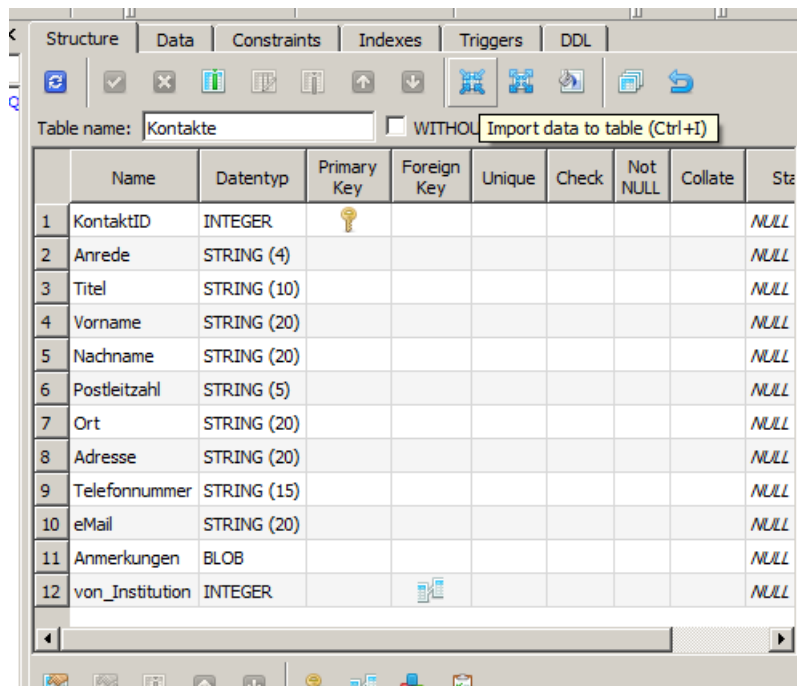 Structure Data Constraints Indexes Triggers DDL
Table name: Kontakte WITHOU Import data to table (Ctrl+I)
Name Datentyp Primary Key Foreign Key Unique Check Not NULL Collate Sta
1 KontaktID INTEGER NULL
2 Anrede STRING (4) NULL
3 Titel STRING (10) NULL
4 Vorname STRING (20) NULL
5 Nachname STRING (20) NULL
6 Postleitzahl STRING (5) NULL
7 Ort STRING (20) NULL
8 Adresse STRING (20) NULL
9 Telefonnummer STRING (15) NULL
10 eMail STRING (20) NULL
11 Anmerkungen BLOB NULL
12 von_Institution INTEGER NULL